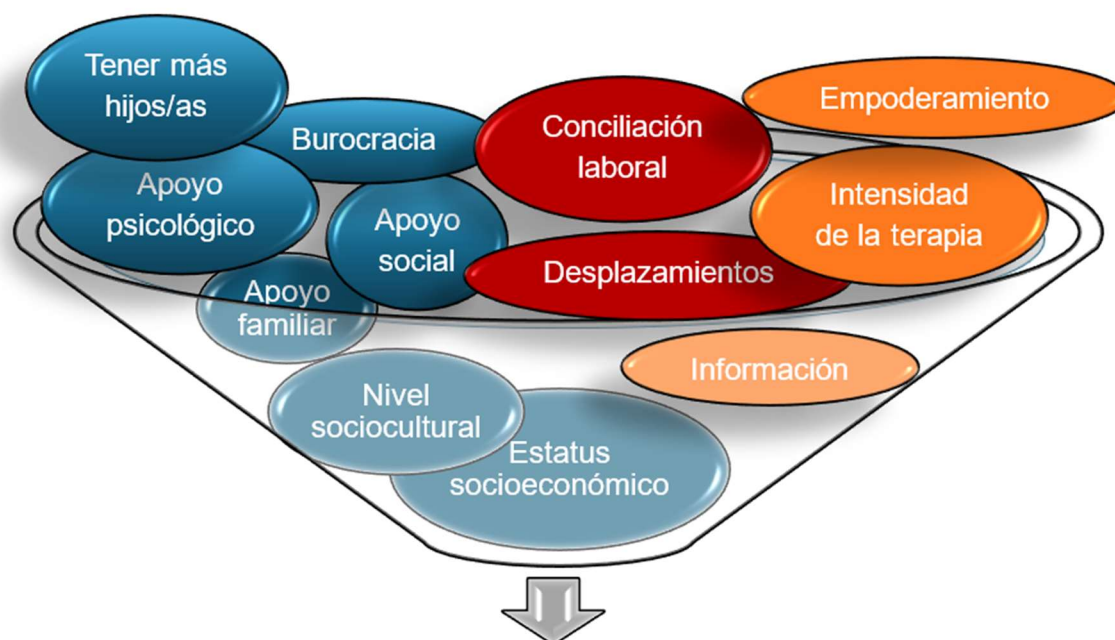 Tener más
hijos/as
Burocracia
Conciliación
laboral
Empoderamiento
Apoyo
psicológico
Apoyo
social
Intensidad
de la terapia
Desplazamientos
Apoyo
familiar
Información
Nivel
sociocultural
Estatus
socioeconómico